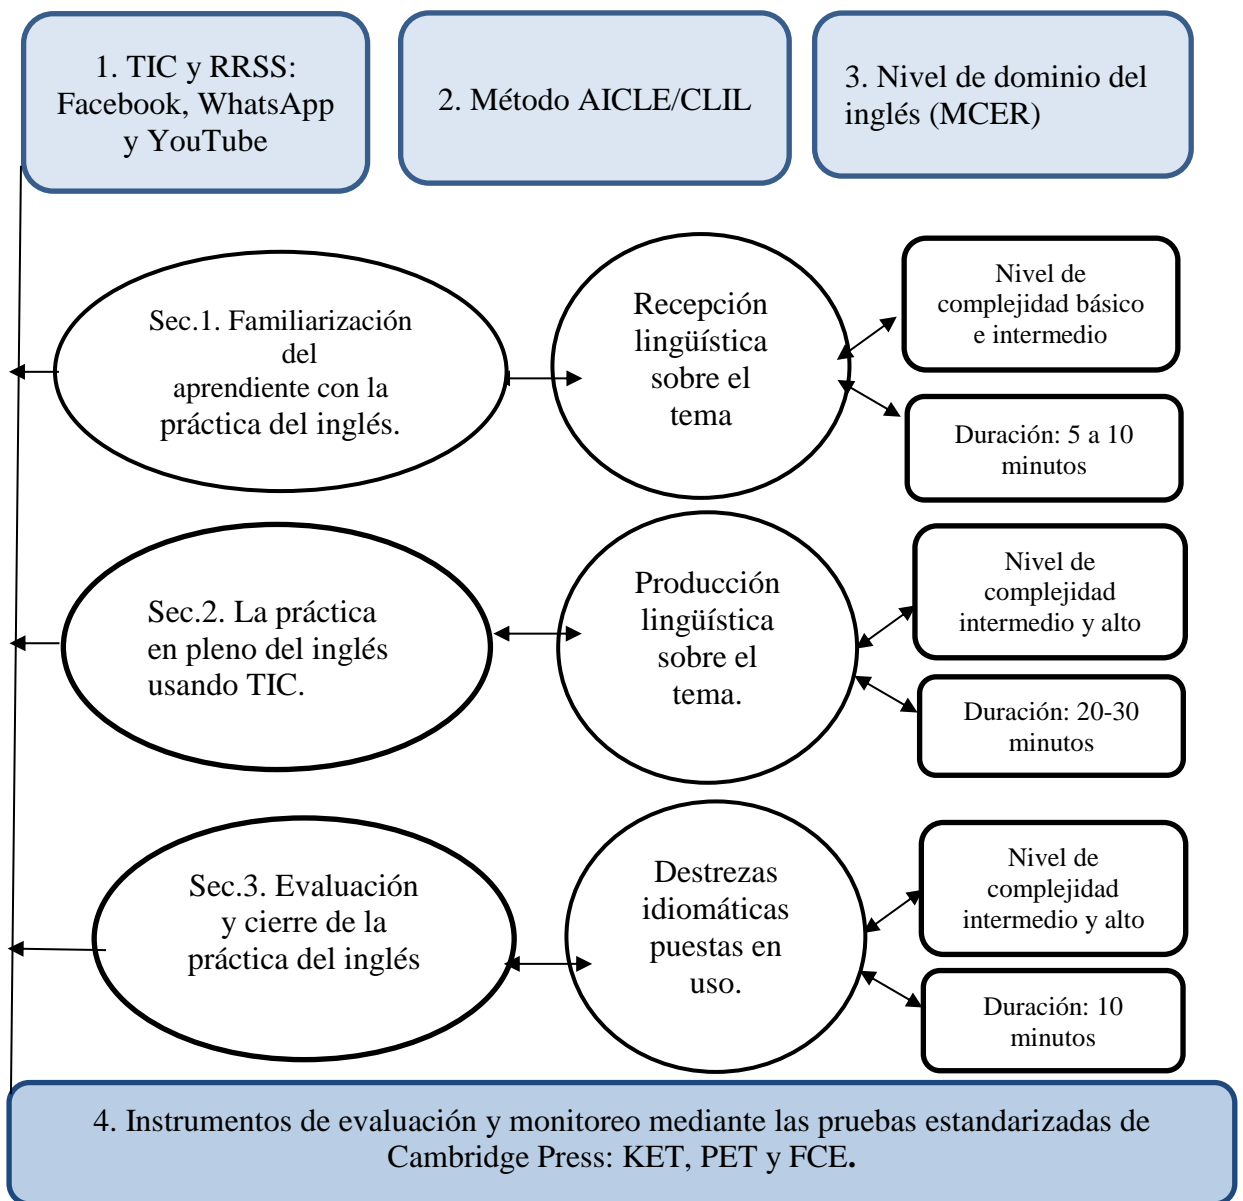 1. TIC y RRSS:
Facebook, WhatsApp
y YouTube
2. Método AICLE/CLIL
3. Nivel de dominio del
inglés (MCER)
Sec.1. Familiarización
del
aprendiente con la
práctica del inglés.
Recepción
lingüística
sobre el
tema
Nivel de
complejidad básico
e intermedio
Duración: 5 a 10
minutos
Sec.2. La práctica
en pleno del inglés
usando TIC.
Producción
lingüística
sobre el
tema.
Nivel de
complejidad
intermedio y alto
Duración: 20-30
minutos
Sec.3. Evaluación
y cierre de la
práctica del inglés
Destrezas
idiomáticas
puestas en
uso.
Nivel de
complejidad
intermedio y alto
Duración: 10
minutos
4. Instrumentos de evaluación y monitoreo mediante las pruebas estandarizadas de
Cambridge Press: KET, PET y FCE.